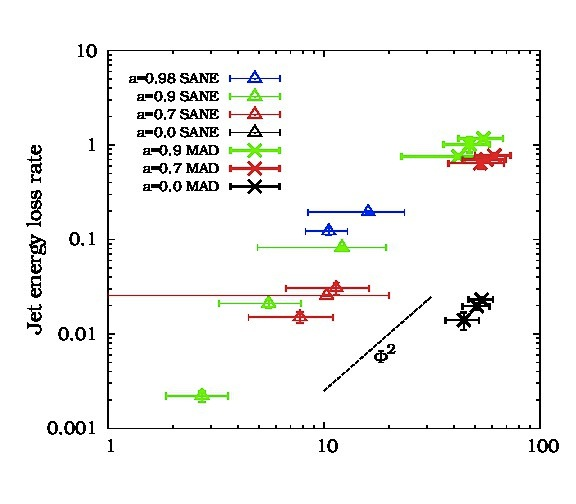 10
a=0.98 SANE
a=0.9 SANE
a=0.7 SANE
a=0.0 SANE
a=0.9 MAD
a=0.7 MAD
a=0.0 MAD
1
Jet energy loss rate
0.1
0.01
Φ²
0.001
1 10 100